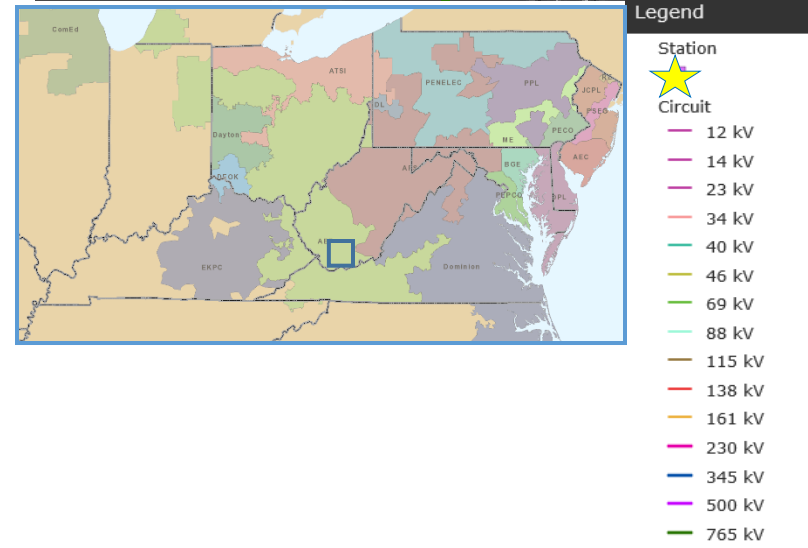 Legend
Station
Circuit
12 kV
14 kV
23 kV
34 kV
40 kV
46 kV
69 kV
88 kV
115 kV
138 kV
161 kV
230 kV
345 kV
500 kV
765 kV
ComEd
ATSI
PENELEC
PPL
JCPL
PSEG
DL
Dayton
ME
PECO
AEC
BGE
DEOK
PEPCO
EKPC
Dominion